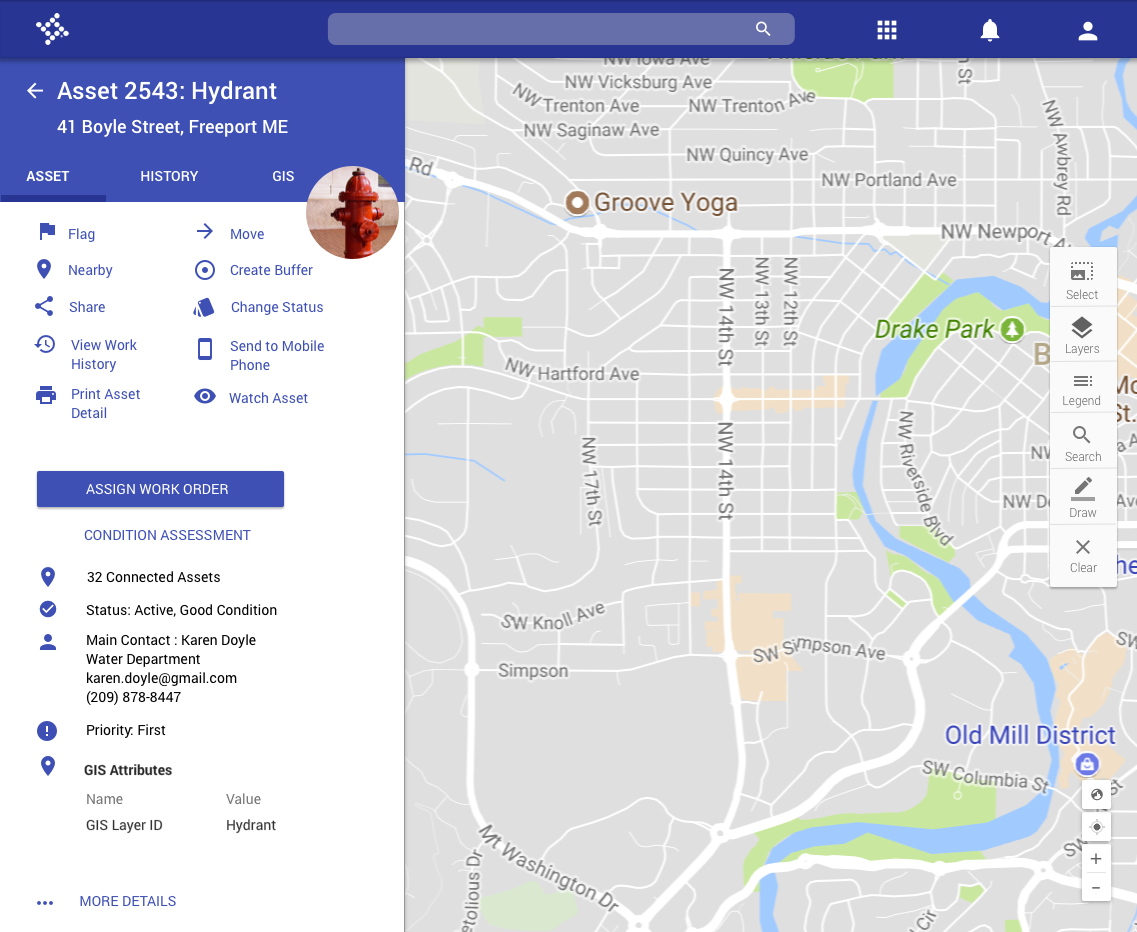 Asset 2543: Hydrant
41 Boyle Street, Freeport ME
ASSET
HISTORY
GIS
Flag
Move
Nearby
Create Buffer
Share
Change Status
View Work
History
Send to Mobile
Phone
Print Asset
Detail
Watch Asset
ASSIGN WORK ORDER
CONDITION ASSESSMENT
32 Connected Assets
Status: Active, Good Condition
Main Contact : Karen Doyle
Water Department
karen.doyle@gmail.com
(209) 878-8447
Priority: First
GIS Attributes
Name
Value
GIS Layer ID
Hydrant
MORE DETAILS
NW Iowa Ave
NW Vicksburg Ave
NW Trenton Ave
NW Trenton Ave
NW Saginaw Ave
NW Quincy Ave
NW Portland Ave
NW Awbrey Rd
St
Rd
Groove Yoga
NW Newport
NW 14th St
NW 13th St
NW 12th St
Drake Park
NW Hartford Ave
NW 14th St
NW 17th St
NW Riverside Blvd
SW Knoll Ave
SW Simpson Ave
Simpson
Old Mill District
SW Columbia St
Mt Washington Dr
Select
Layers
Legend
Search
Draw
Clear
+
−